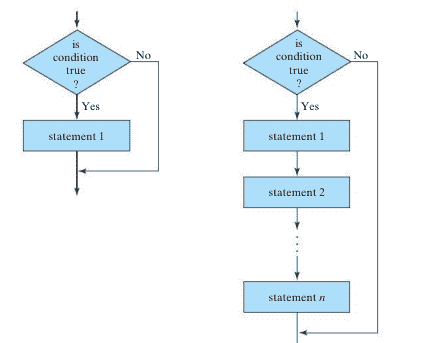 is
condition
true
?
No
Yes
statement 1
is
condition
true
?
No
Yes
statement 1
statement 2
statement n